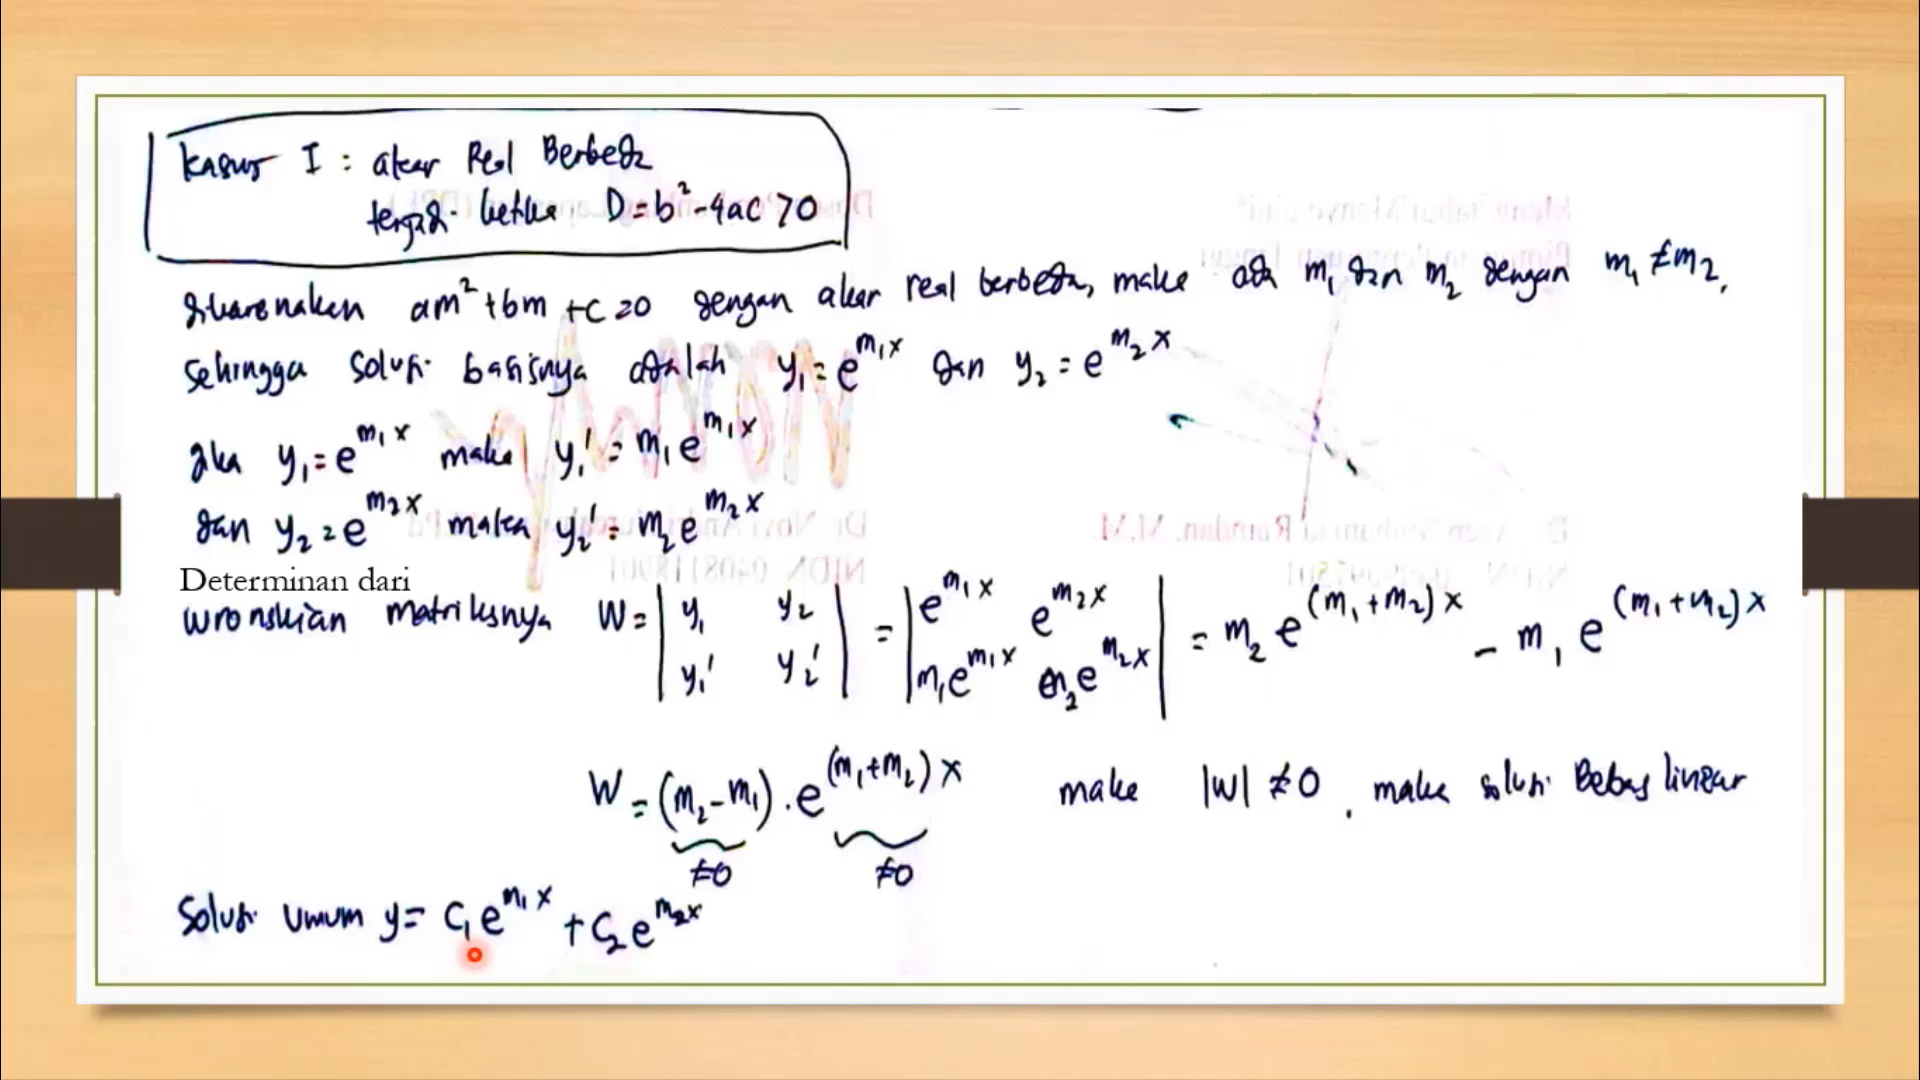 Kasus I : akar Real Berbeda
terjadi ketika D = b² - 4ac > 0
dikarenakan am² + bm + c = 0 dengan akar real berbeda, maka ada m₁ dan m₂ dengan m₁ ≠ m₂,
sehingga solusi basisnya adalah y₁ = e^{m₁x} dan y₂ = e^{m₂x}
Jika y₁ = e^{m₁x} maka y₁' = m₁e^{m₁x}
dan y₂ = e^{m₂x} maka y₂' = m₂e^{m₂x}
Determinan dari
wronskian matriksnya W = | y₁ y₂ ; y₁' y₂' | = | e^{m₁x} e^{m₂x} ; m₁e^{m₁x} m₂e^{m₂x} | = m₂ e^{(m₁+m₂)x} - m₁ e^{(m₁+m₂)x}
W = (m₂ - m₁) . e^{(m₁+m₂)x} maka |W| ≠ 0 . maka solusi Bebas linear
≠0 ≠0
Solusi Umum y = C₁e^{m₁x} + C₂e^{m₂x}